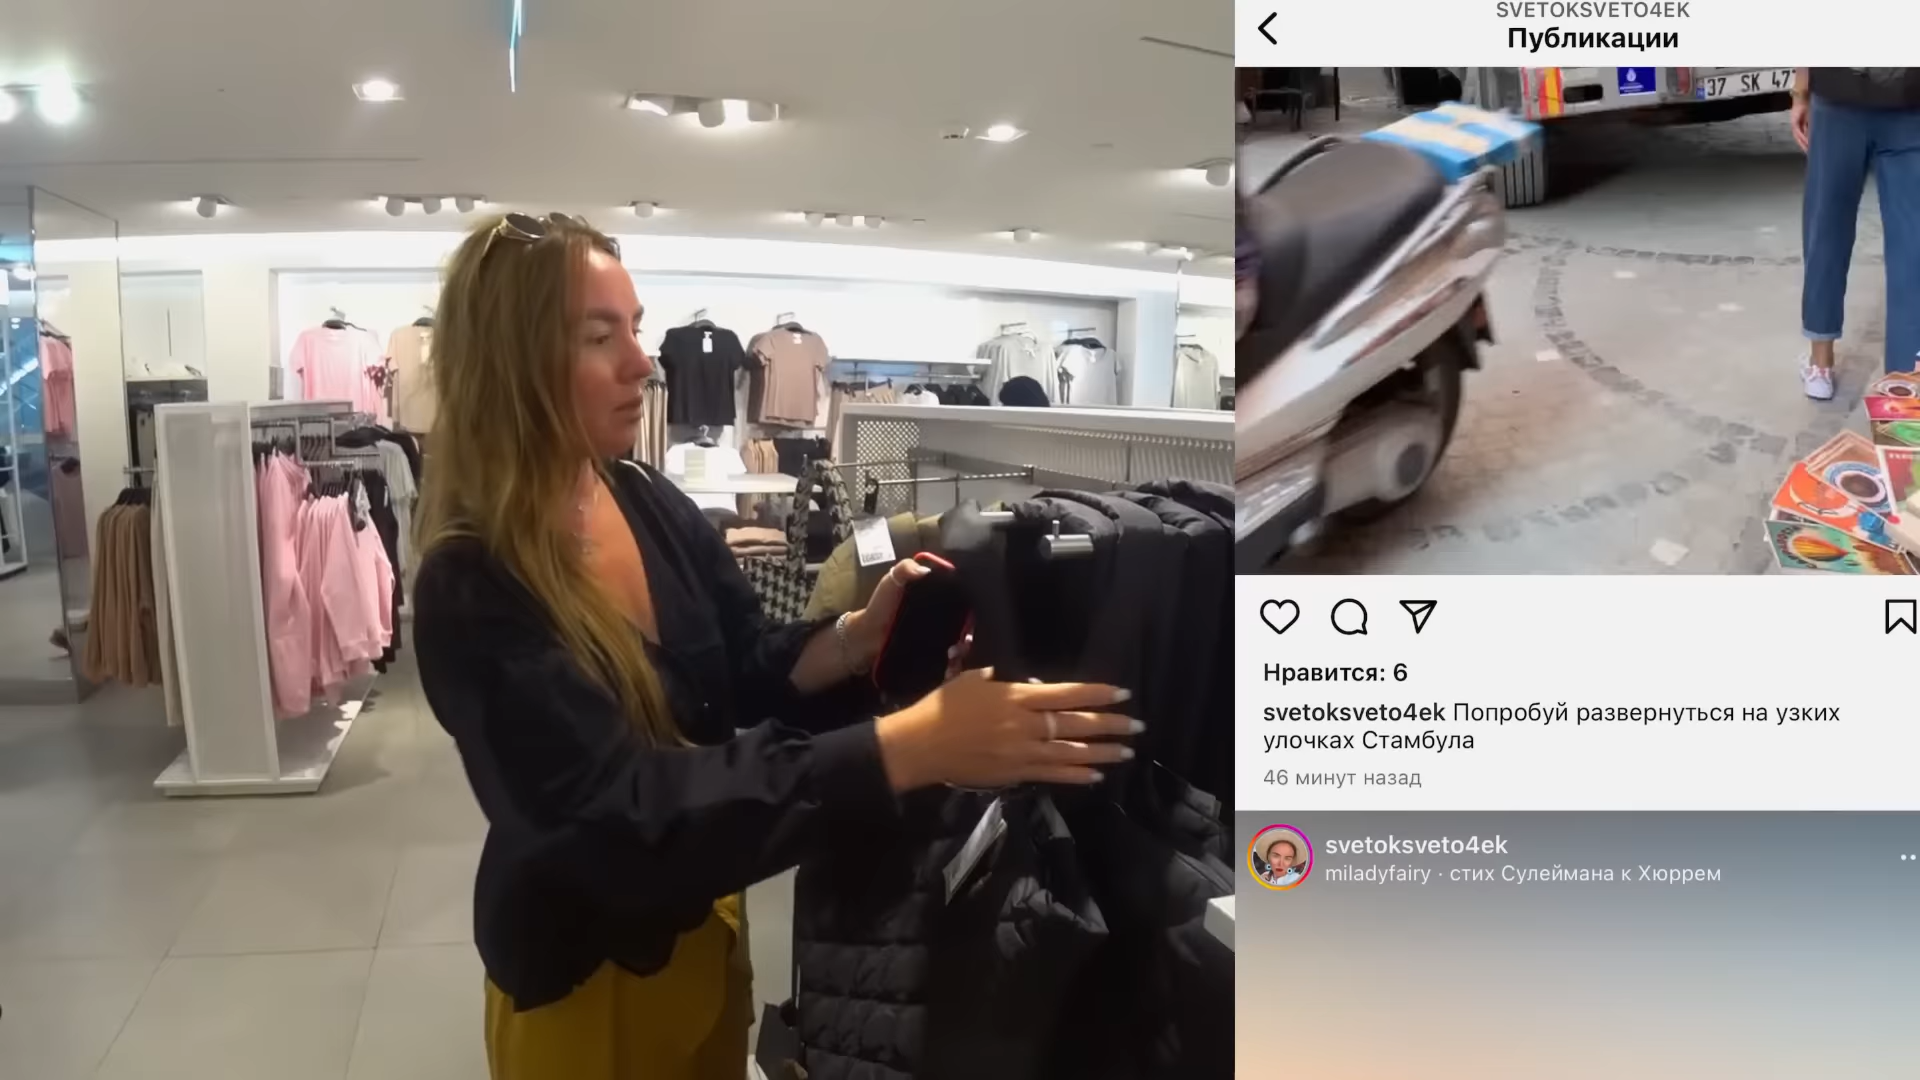 SVETOKSVETO4EK
Публикации
37 SK 47
Нравится: 6
svetoksveto4ek Попробуй развернуться на узких
улочках Стамбула
46 минут назад
svetoksveto4ek
miladyfairy · стих Сулеймана к Хюррем